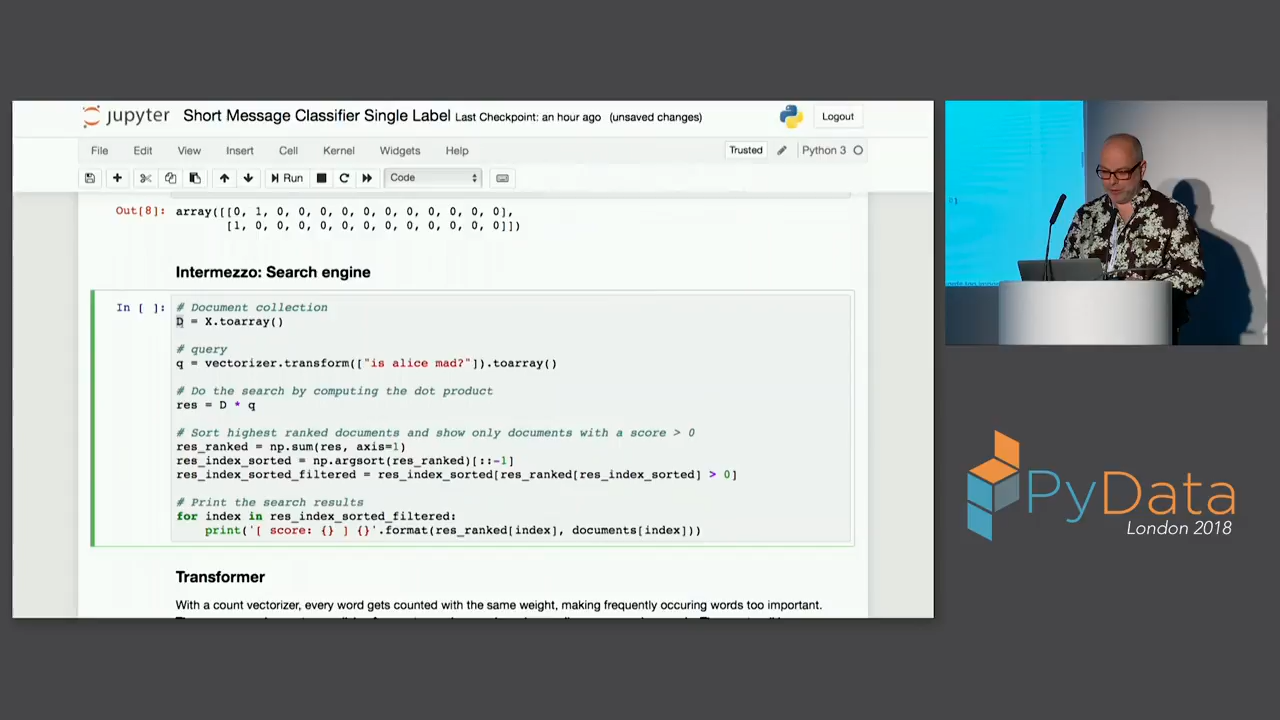 jupyter Short Message Classifier Single Label Last Checkpoint: an hour ago (unsaved changes) Logout
File Edit View Insert Cell Kernel Widgets Help Trusted Python 3
Run Code
Out[8]: array([[0, 1, 0, 0, 0, 0, 0, 0, 0, 0, 0, 0, 0],
[1, 0, 0, 0, 0, 0, 0, 0, 0, 0, 0, 0, 0]])
Intermezzo: Search engine
In [ ]: # Document collection
D = X.toarray()
# query
q = vectorizer.transform(["is alice mad?"]).toarray()
# Do the search by computing the dot product
res = D * q
# Sort highest ranked documents and show only documents with a score > 0
res_ranked = np.sum(res, axis=1)
res_index_sorted = np.argsort(res_ranked)[::-1]
res_index_sorted_filtered = res_index_sorted[res_ranked[res_index_sorted] > 0]
# Print the search results
for index in res_index_sorted_filtered:
print('[ score: {} ] {}'.format(res_ranked[index], documents[index]))
Transformer
With a count vectorizer, every word gets counted with the same weight, making frequently occuring words too important.
PyData
London 2018